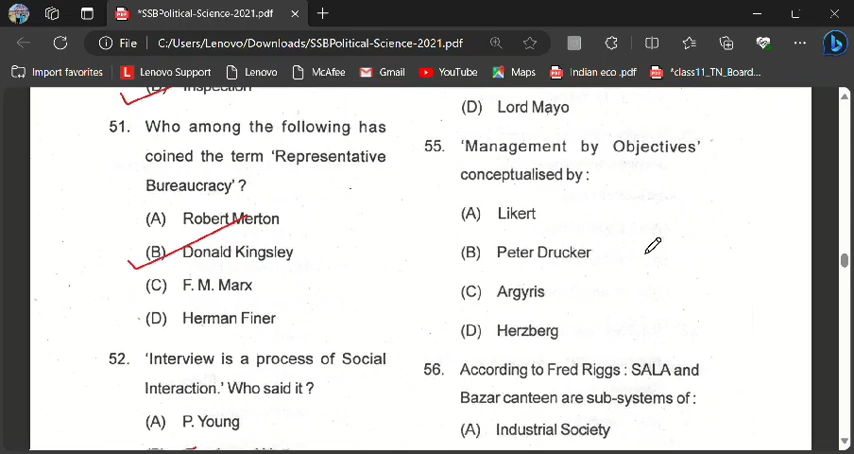 *SSBPolitical-Science-2021.pdf
File
C:/Users/Lenovo/Downloads/SSBPolitical-Science-2021.pdf
Import favorites
Lenovo Support
Lenovo
McAfee
Gmail
YouTube
Maps
Indian eco .pdf
*class11_TN_Board...
(D) Inspection
51. Who among the following has
coined the term 'Representative
Bureaucracy' ?
(A) Robert Merton
(B) Donald Kingsley
(C) F. M. Marx
(D) Herman Finer
52. 'Interview is a process of Social
Interaction.' Who said it ?
(A) P. Young
(D) Lord Mayo
55. 'Management by Objectives'
conceptualised by :
(A) Likert
(B) Peter Drucker
(C) Argyris
(D) Herzberg
56. According to Fred Riggs : SALA and
Bazar canteen are sub-systems of :
(A) Industrial Society